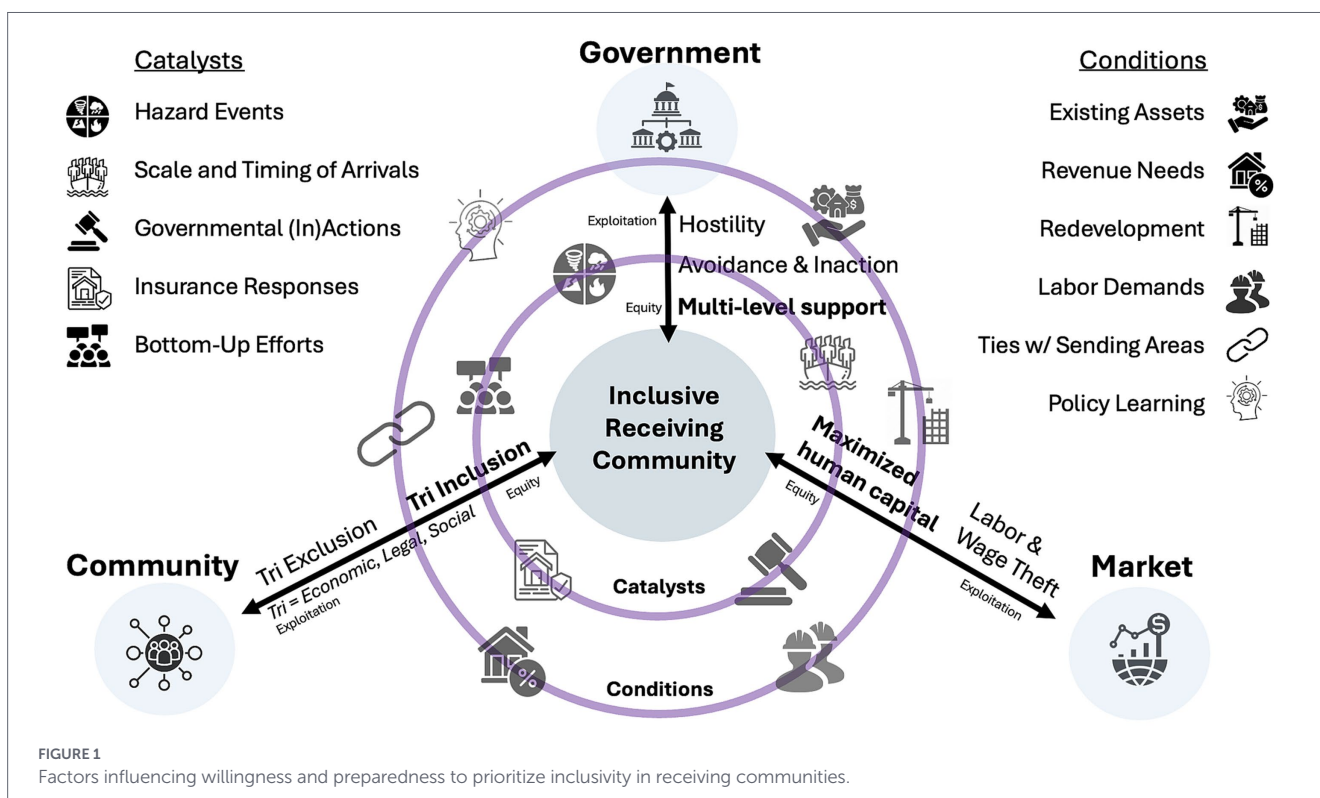 Catalysts
Hazard Events
Scale and Timing of Arrivals
Governmental (In)Actions
Insurance Responses
Bottom-Up Efforts
Government
Conditions
Existing Assets
Revenue Needs
%
Redevelopment
Labor Demands
Ties w/ Sending Areas
Policy Learning
$
$
Exploitation
Hostility
Avoidance & Inaction
Equity
Multi-level support
Inclusive
Receiving
Community
Tri Inclusion
Equity
Tri Exclusion
Tri = Economic, Legal, Social
Exploitation
Community
Maximized
human capital
Equity
Labor &
Wage Theft
Exploitation
Market
$
Catalysts
%
Conditions
FIGURE 1
Factors influencing willingness and preparedness to prioritize inclusivity in receiving communities.